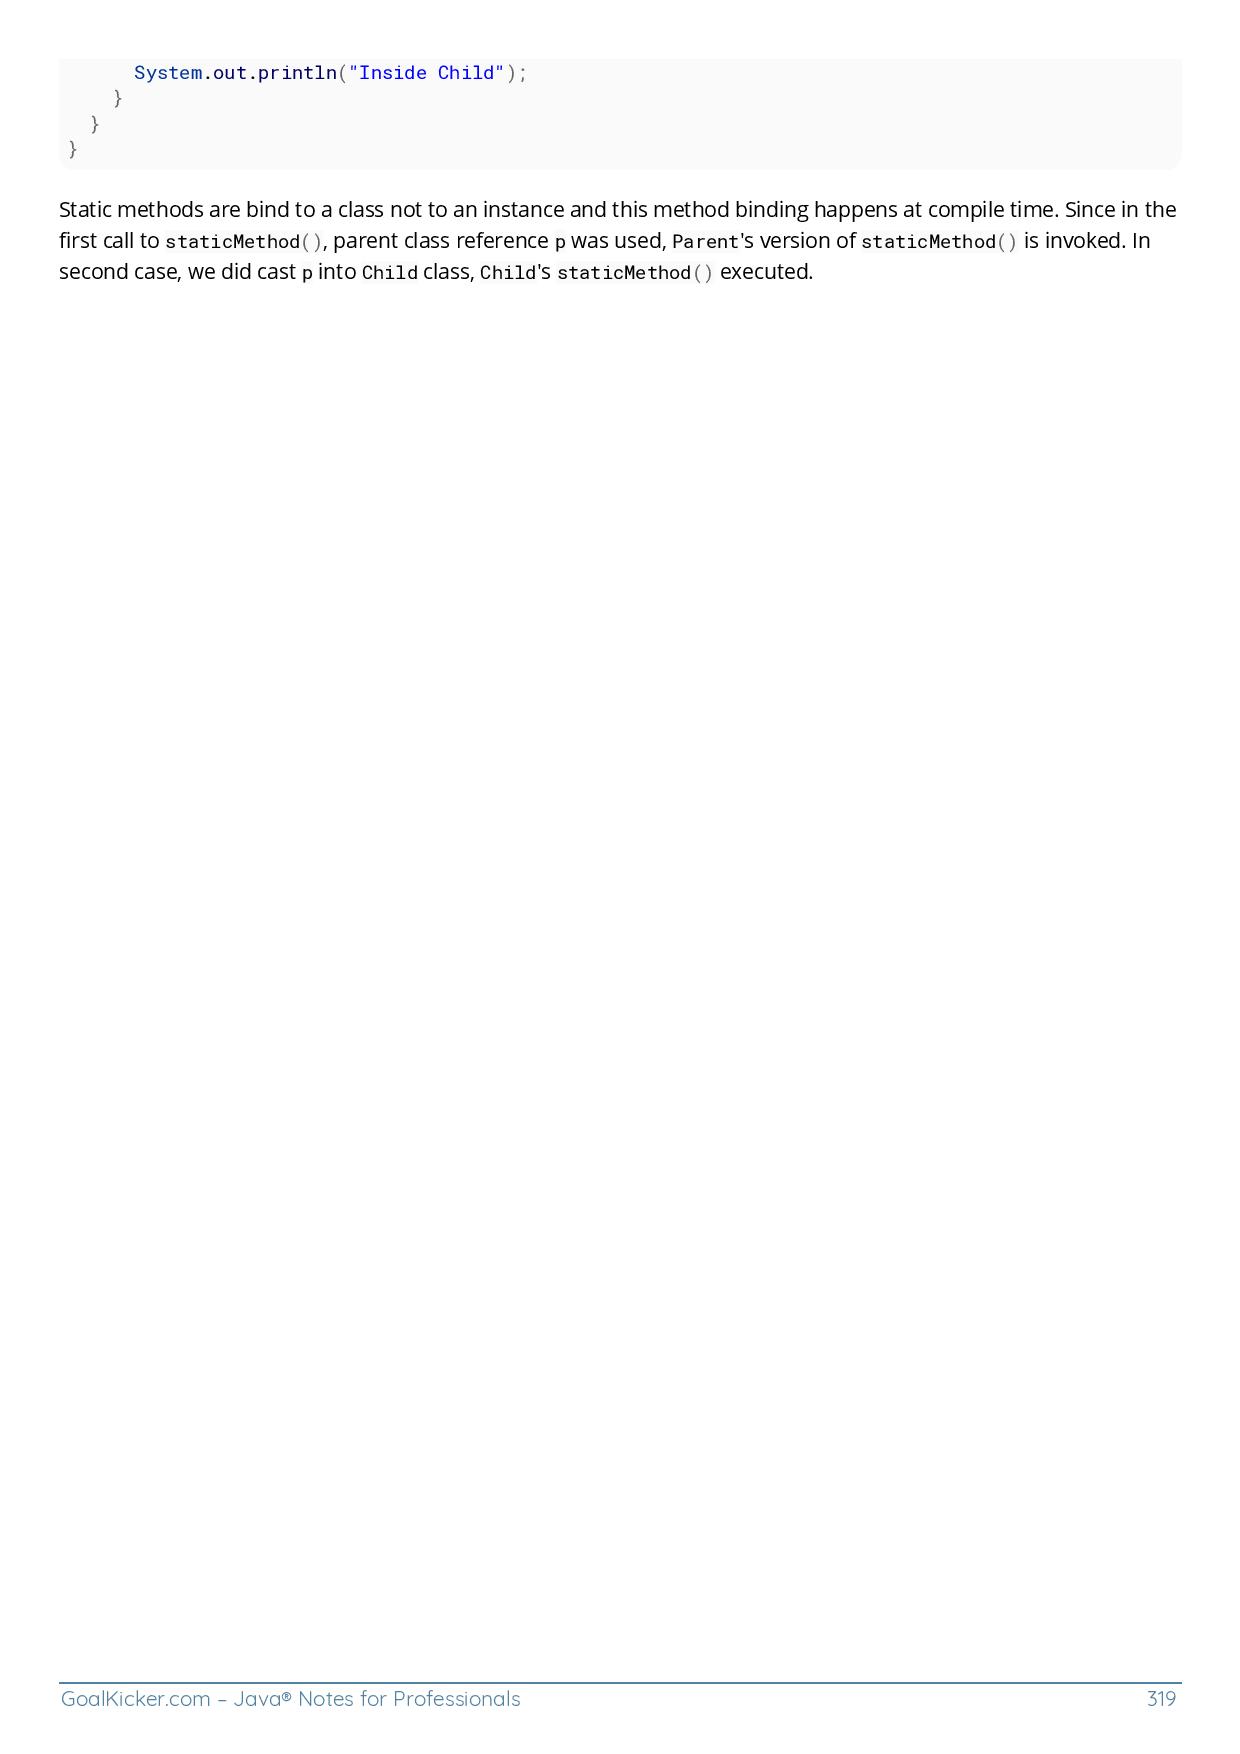 System.out.println("Inside Child");
}
}
}
Static methods are bind to a class not to an instance and this method binding happens at compile time. Since in the
first call to staticMethod(), parent class reference p was used, Parent's version of staticMethod() is invoked. In
second case, we did cast p into Child class, Child's staticMethod() executed.
GoalKicker.com – Java® Notes for Professionals 319